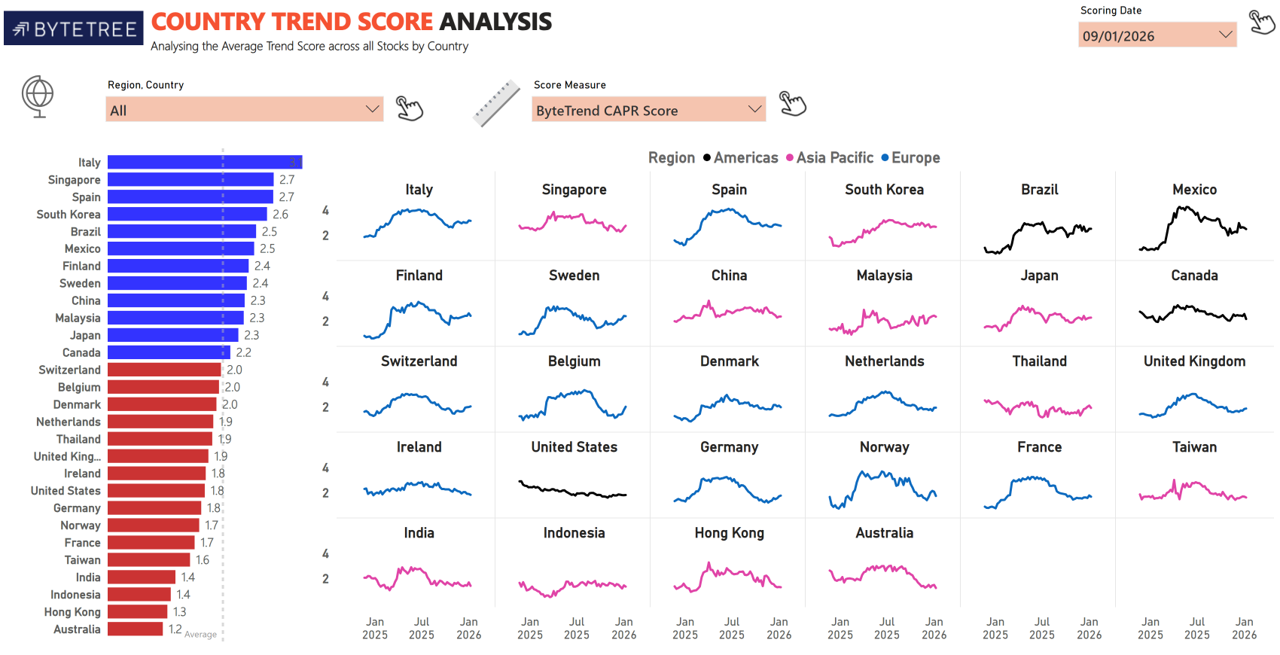 BYTETREE
COUNTRY TREND SCORE ANALYSIS
Analysing the Average Trend Score across all Stocks by Country
Scoring Date
09/01/2026
Region, Country
All
Score Measure
ByteTrend CAPR Score
Italy
Singapore 2.7
Spain 2.7
South Korea 2.6
Brazil 2.5
Mexico 2.5
Finland 2.4
Sweden 2.4
China 2.3
Malaysia 2.3
Japan 2.3
Canada 2.2
Switzerland 2.0
Belgium 2.0
Denmark 2.0
Netherlands 1.9
Thailand 1.9
United King... 1.9
Ireland 1.8
United States 1.8
Germany 1.8
Norway 1.7
France 1.7
Taiwan 1.6
India 1.4
Indonesia 1.4
Hong Kong 1.3
Australia 1.2
Average
Region Americas Asia Pacific Europe
Italy Singapore Spain South Korea Brazil Mexico
4
2
Finland Sweden China Malaysia Japan Canada
4
2
Switzerland Belgium Denmark Netherlands Thailand United Kingdom
4
2
Ireland United States Germany Norway France Taiwan
4
2
India Indonesia Hong Kong Australia
4
2
Jan Jul Jan Jan Jul Jan Jan Jul Jan Jan Jul Jan Jan Jul Jan Jan Jul Jan
2025 2025 2026 2025 2025 2026 2025 2025 2026 2025 2025 2026 2025 2025 2026 2025 2025 2026